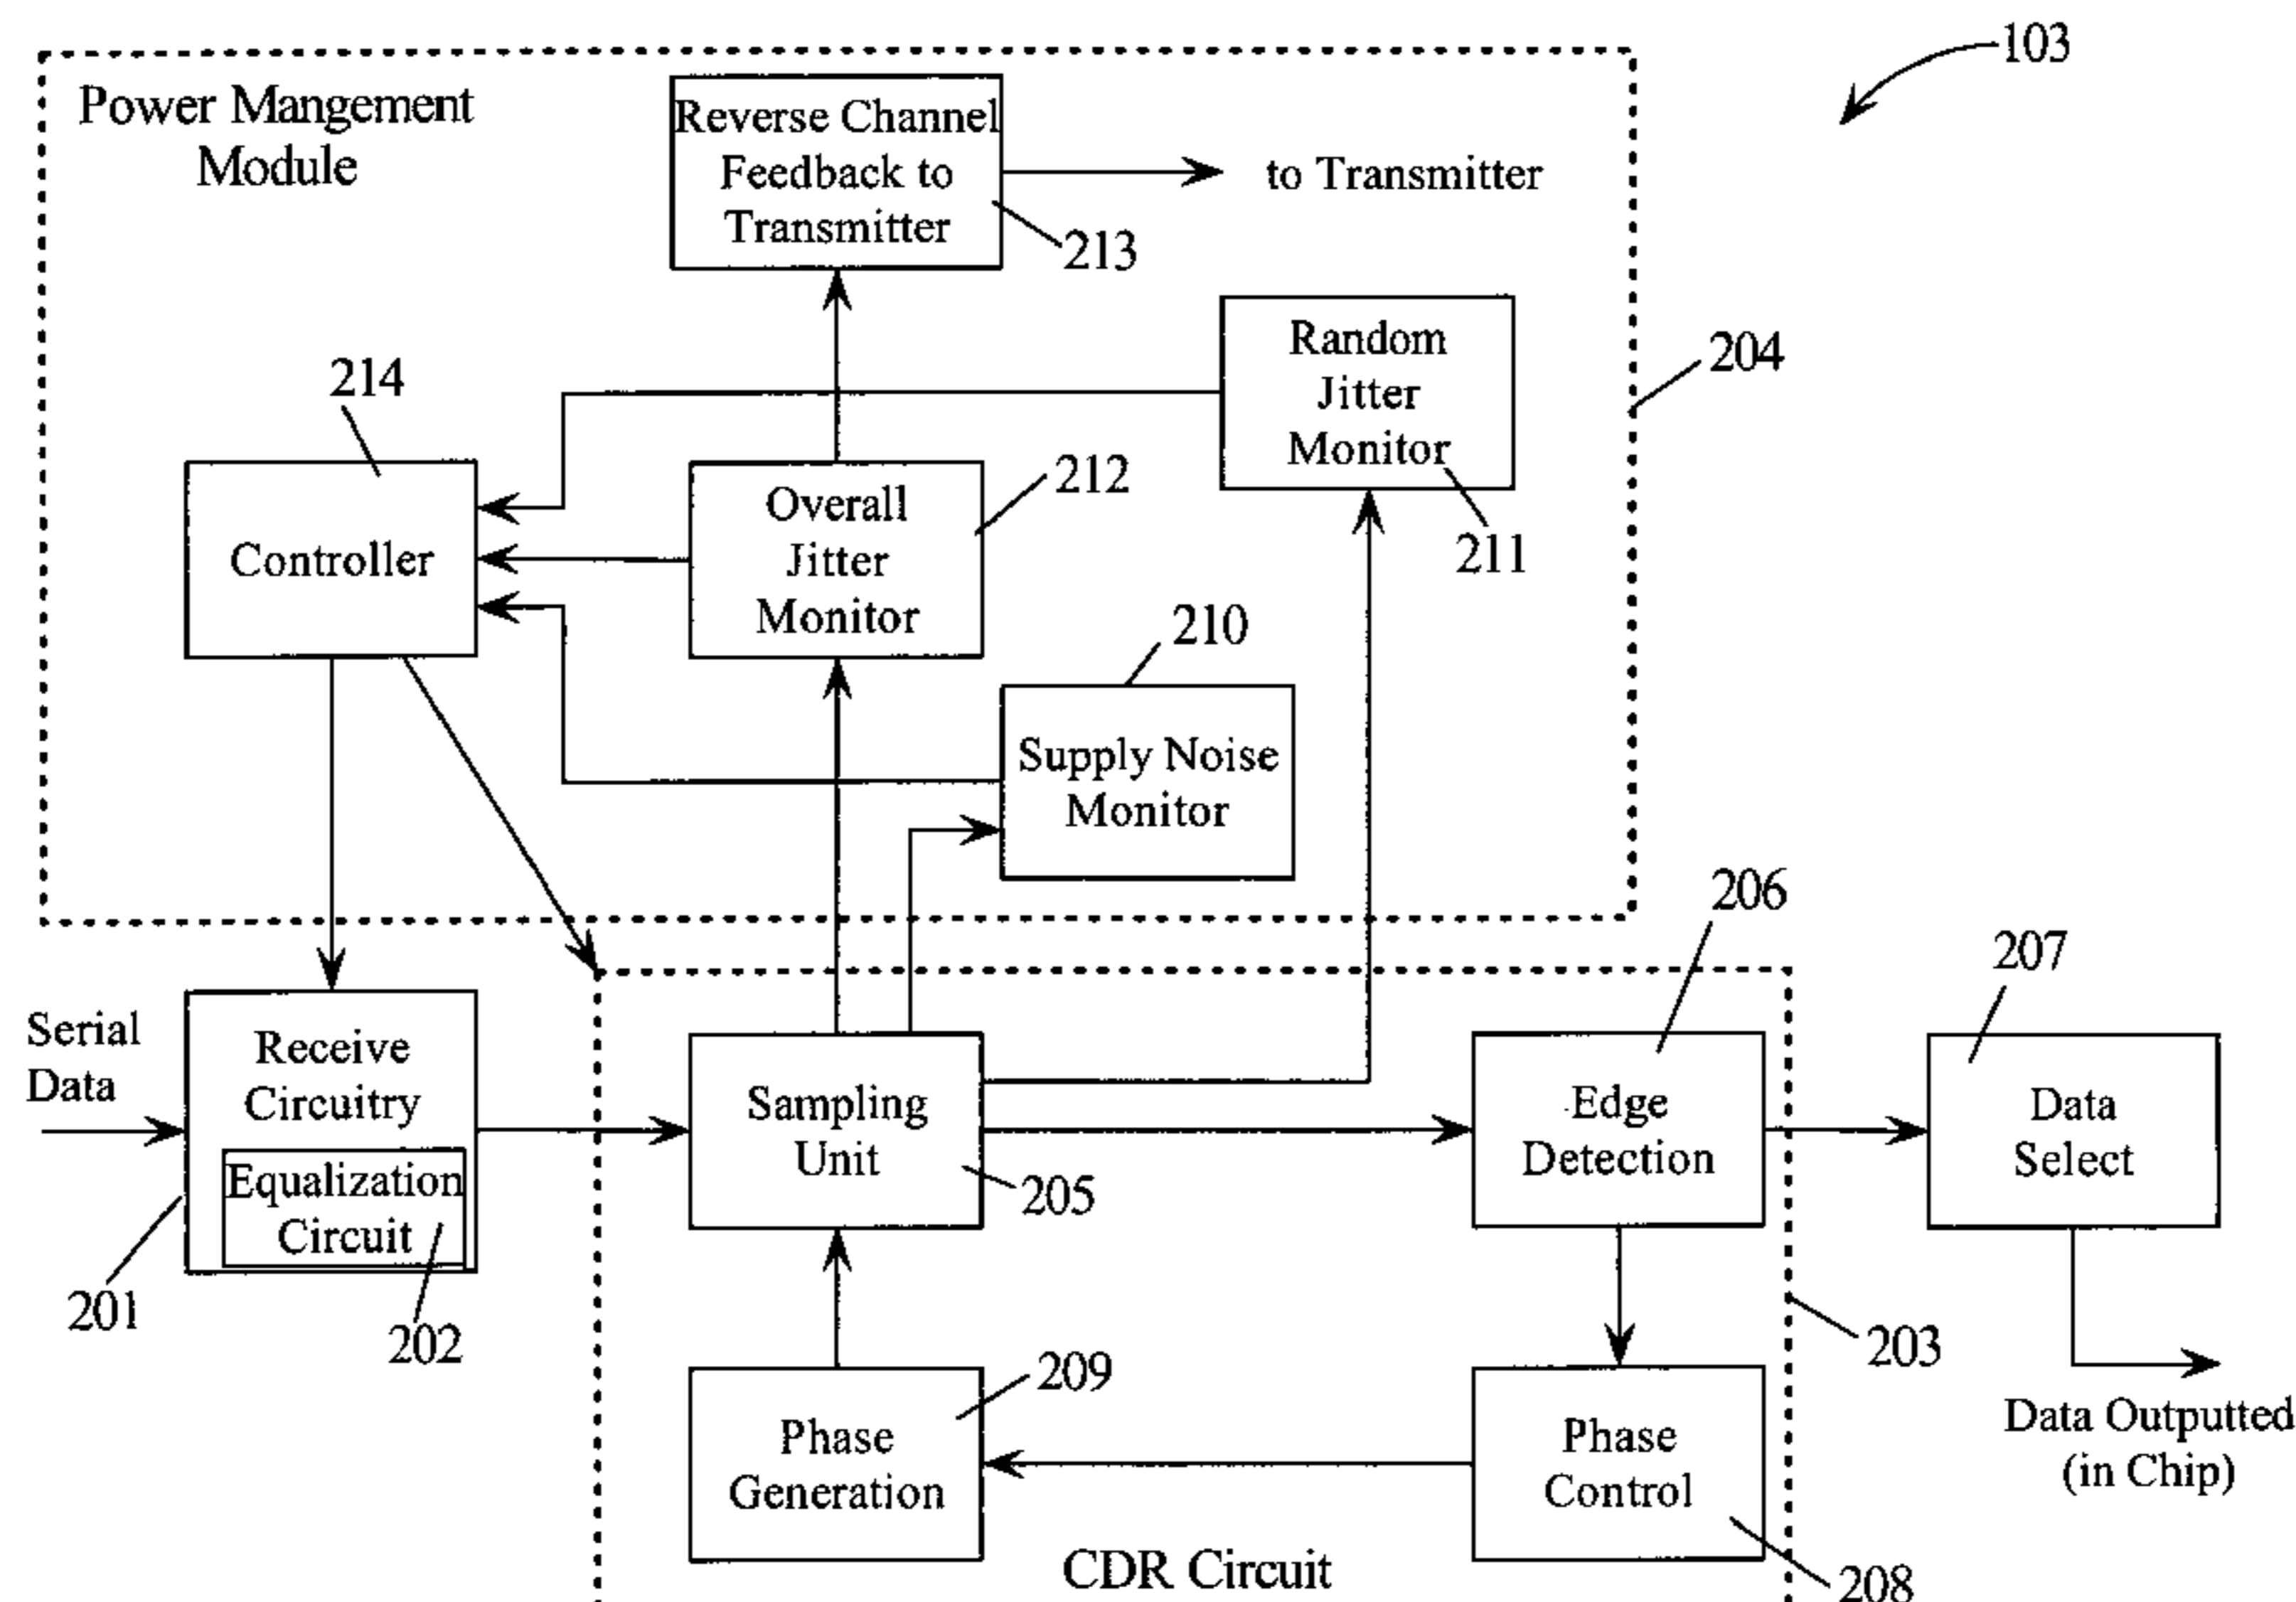 103
Power Mangement
Module
Reverse Channel
Feedback to
Transmitter
to Transmitter
213
Random
Jitter
Monitor
204
214
212
211
Controller
Overall
Jitter
Monitor
210
Supply Noise
Monitor
206
207
Serial
Data
Receive
Circuitry
Equalization
Circuit
Sampling
Unit
205
Edge
Detection
Data
Select
201
202
203
209
Phase
Generation
Phase
Control
Data Outputted
(in Chip)
CDR Circuit
208